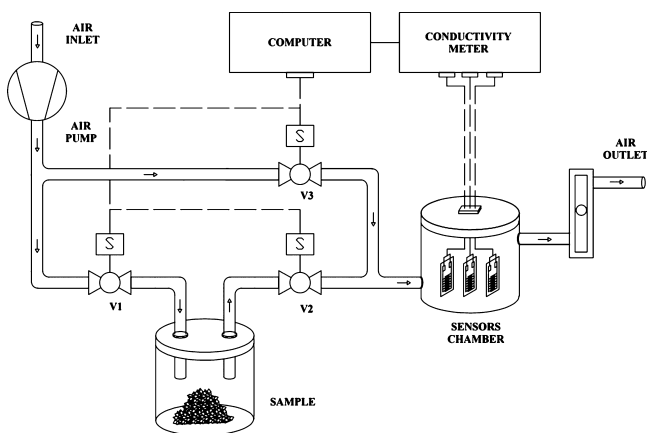 AIR
INLET
COMPUTER
CONDUCTIVITY
METER
AIR
PUMP
S
V3
AIR
OUTLET
S
S
V1
V2
SENSORS
CHAMBER
SAMPLE